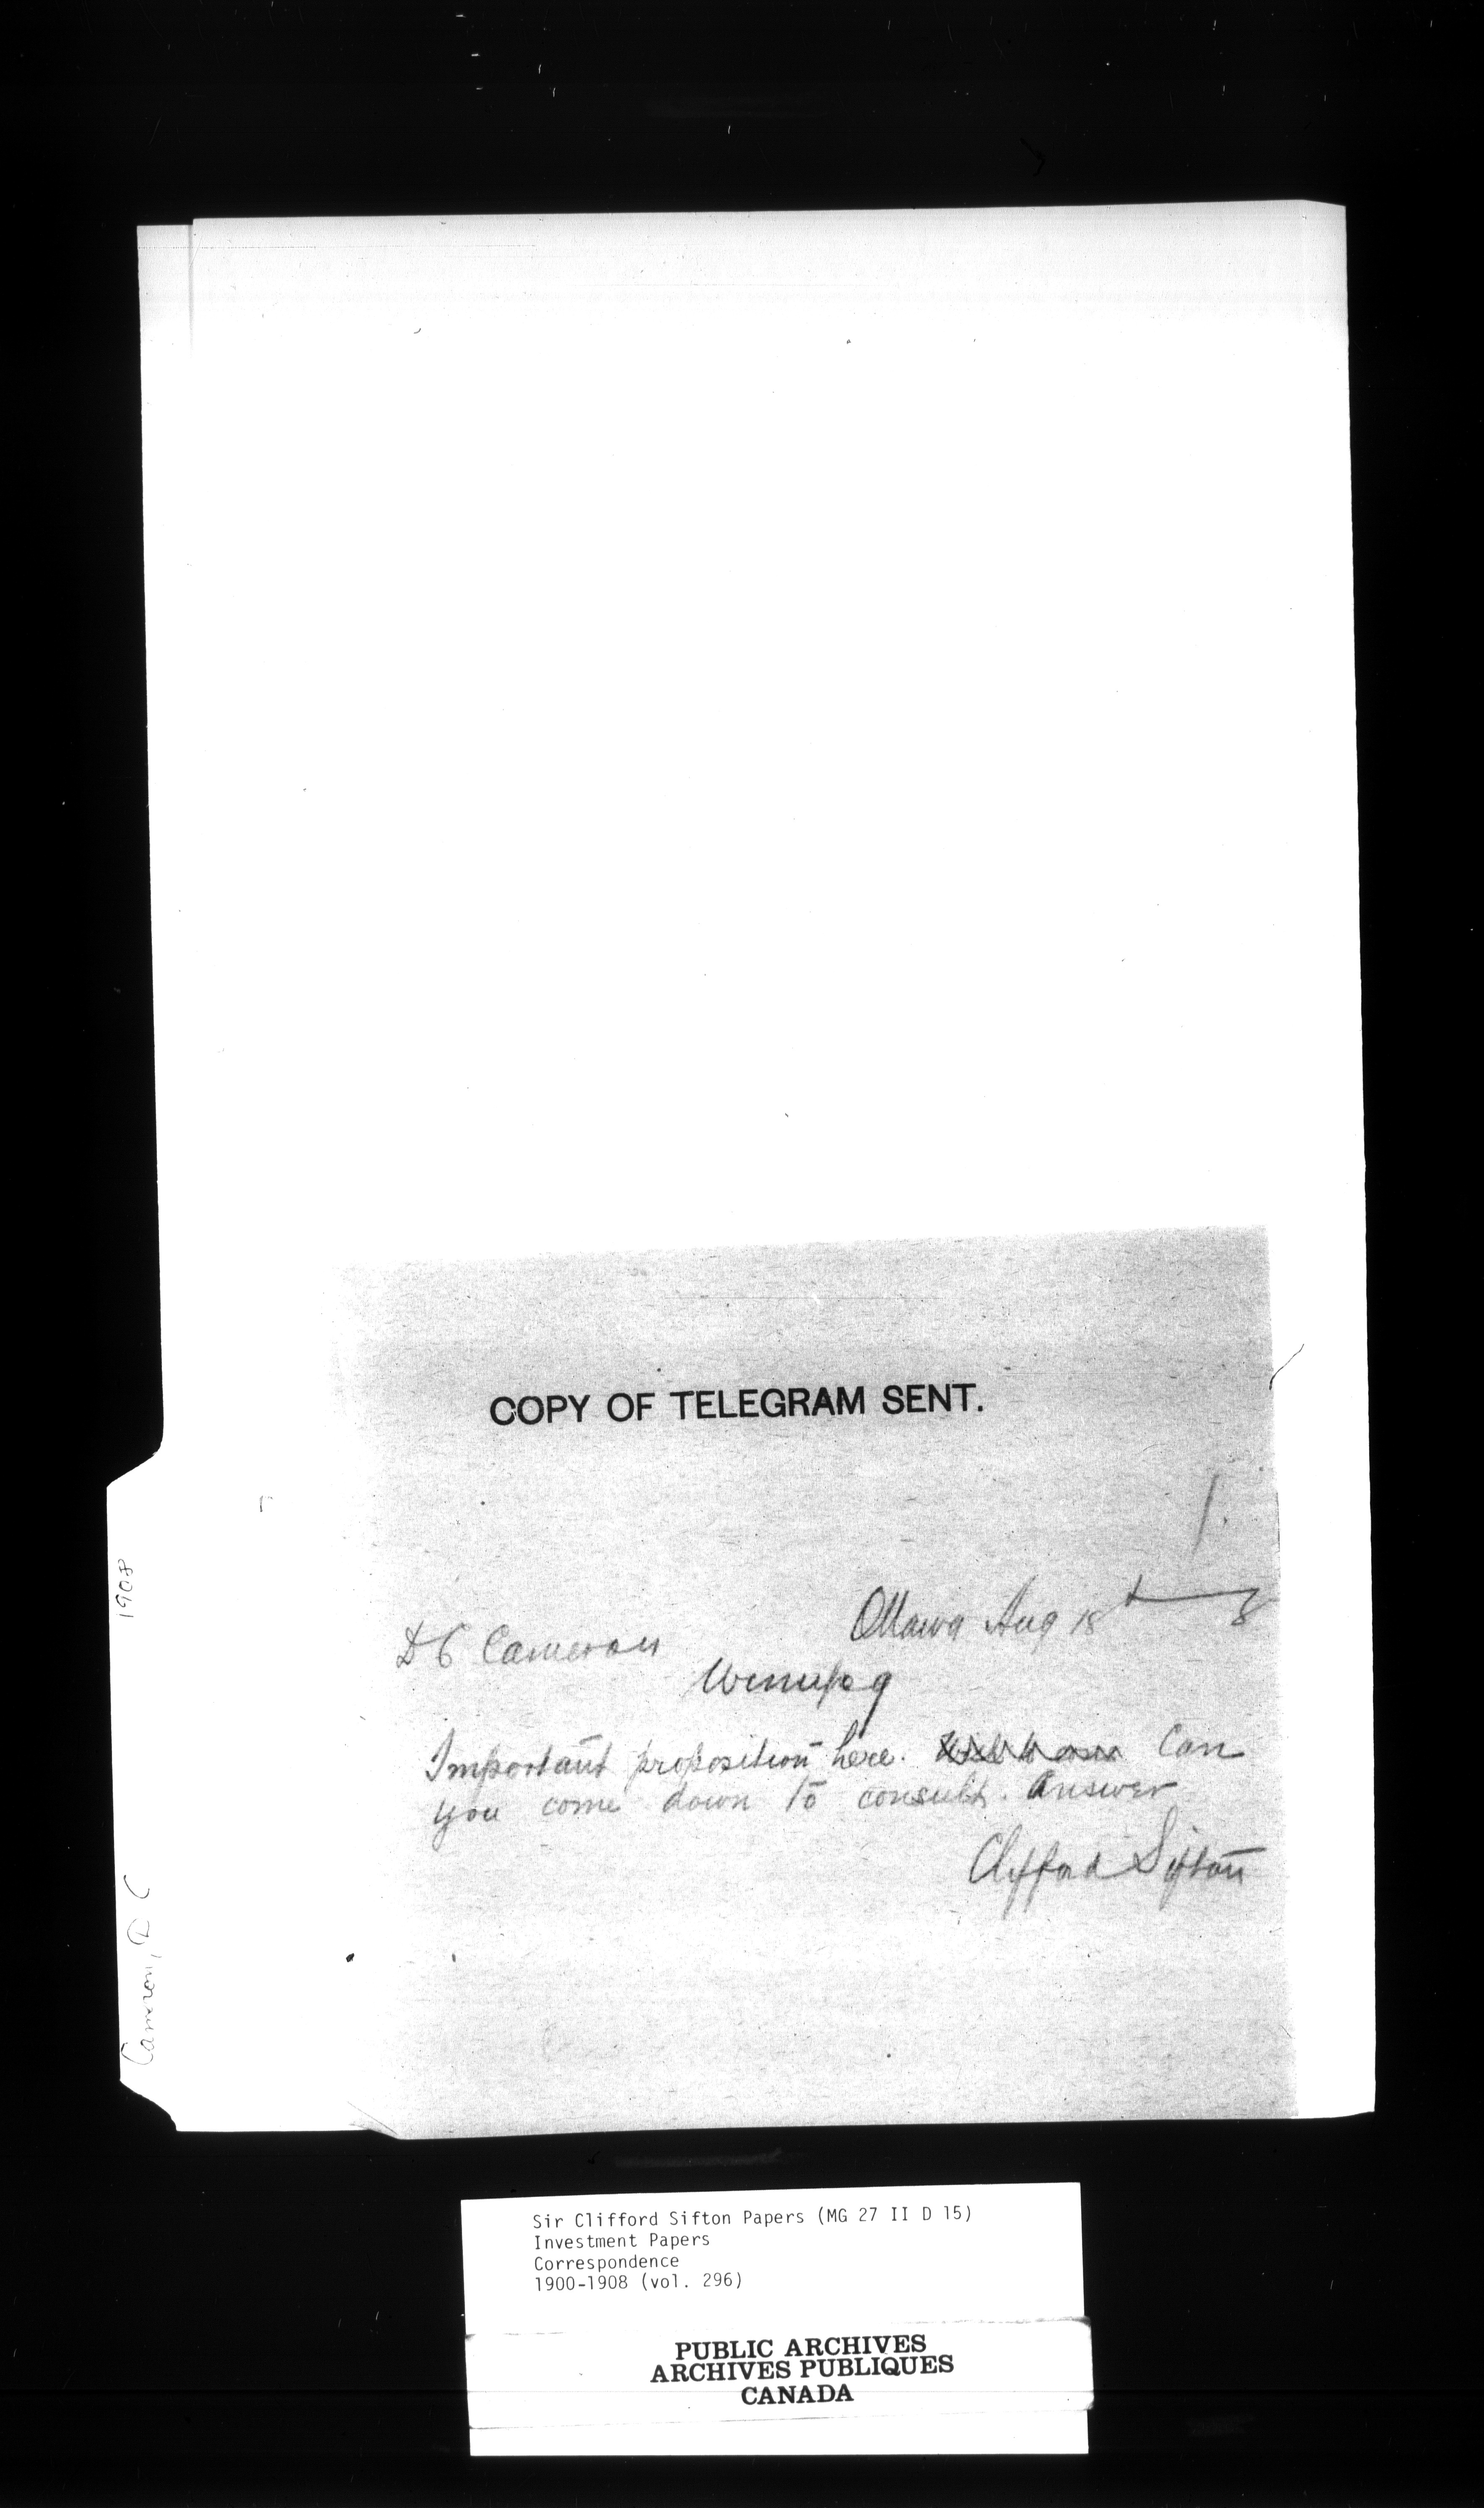 COPY OF TELEGRAM SENT.
1.
Ottawa Aug 18 8
D C Cameron
Winnipeg
Important proposition here. Can
you come down to consult. Answer
Clifford Sifton
1908
Cameron, D C
Sir Clifford Sifton Papers (MG 27 II D 15)
Investment Papers
Correspondence
1900-1908 (vol. 296)
PUBLIC ARCHIVES
ARCHIVES PUBLIQUES
CANADA